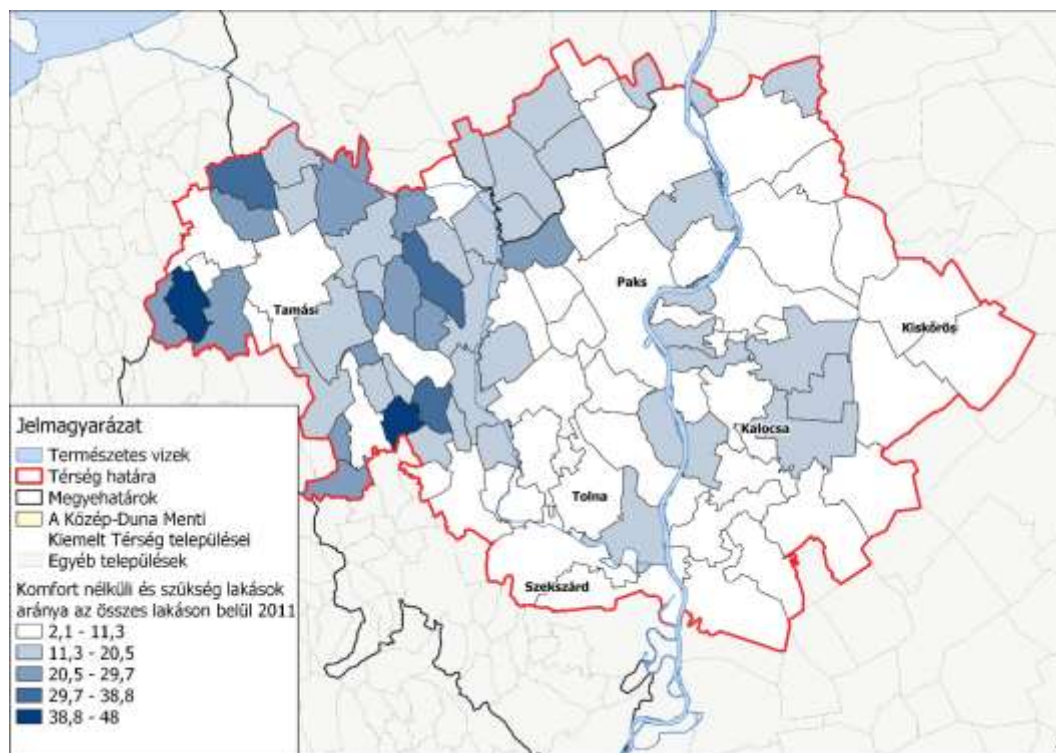 Paks
Tamási
Kiskőrös
Kalocsa
Tolna
Szekszárd
Jelmagyarázat
Természetes vizek
Térség határa
Megyehatárok
A Közép-Duna Menti
Kiemelt Térség települései
Egyéb települések
Komfort nélküli és szükség lakások
aránya az összes lakáson belül 2011
2,1 - 11,3
11,3 - 20,5
20,5 - 29,7
29,7 - 38,8
38,8 - 48